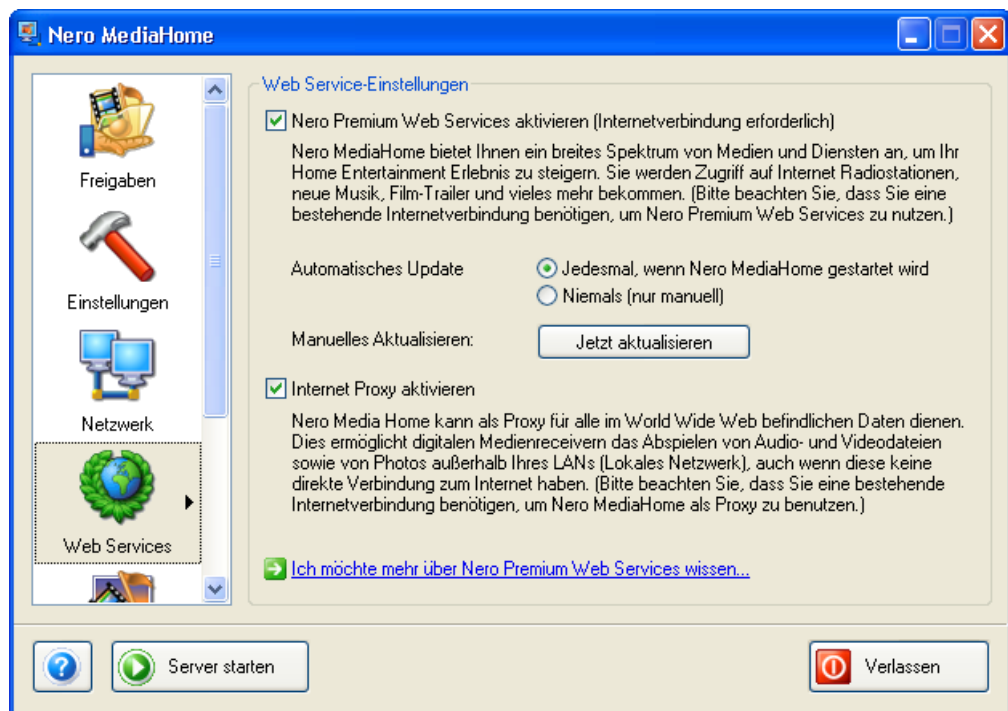 Nero MediaHome
Freigaben
Einstellungen
Netzwerk
Web Services
Web Service-Einstellungen
Nero Premium Web Services aktivieren (Internetverbindung erforderlich)
Nero MediaHome bietet Ihnen ein breites Spektrum von Medien und Diensten an, um Ihr
Home Entertainment Erlebnis zu steigern. Sie werden Zugriff auf Internet Radiostationen,
neue Musik, Film-Trailer und vieles mehr bekommen. (Bitte beachten Sie, dass Sie eine
bestehende Internetverbindung benötigen, um Nero Premium Web Services zu nutzen.)
Automatisches Update
Jedesmal, wenn Nero MediaHome gestartet wird
Niemals (nur manuell)
Manuelles Aktualisieren:
Jetzt aktualisieren
Internet Proxy aktivieren
Nero Media Home kann als Proxy für alle im World Wide Web befindlichen Daten dienen.
Dies ermöglicht digitalen Medienreceivern das Abspielen von Audio- und Videodateien
sowie von Photos außerhalb Ihres LANs (Lokales Netzwerk), auch wenn diese keine
direkte Verbindung zum Internet haben. (Bitte beachten Sie, dass Sie eine bestehende
Internetverbindung benötigen, um Nero MediaHome als Proxy zu benutzen.)
Ich möchte mehr über Nero Premium Web Services wissen...
Server starten
Verlassen